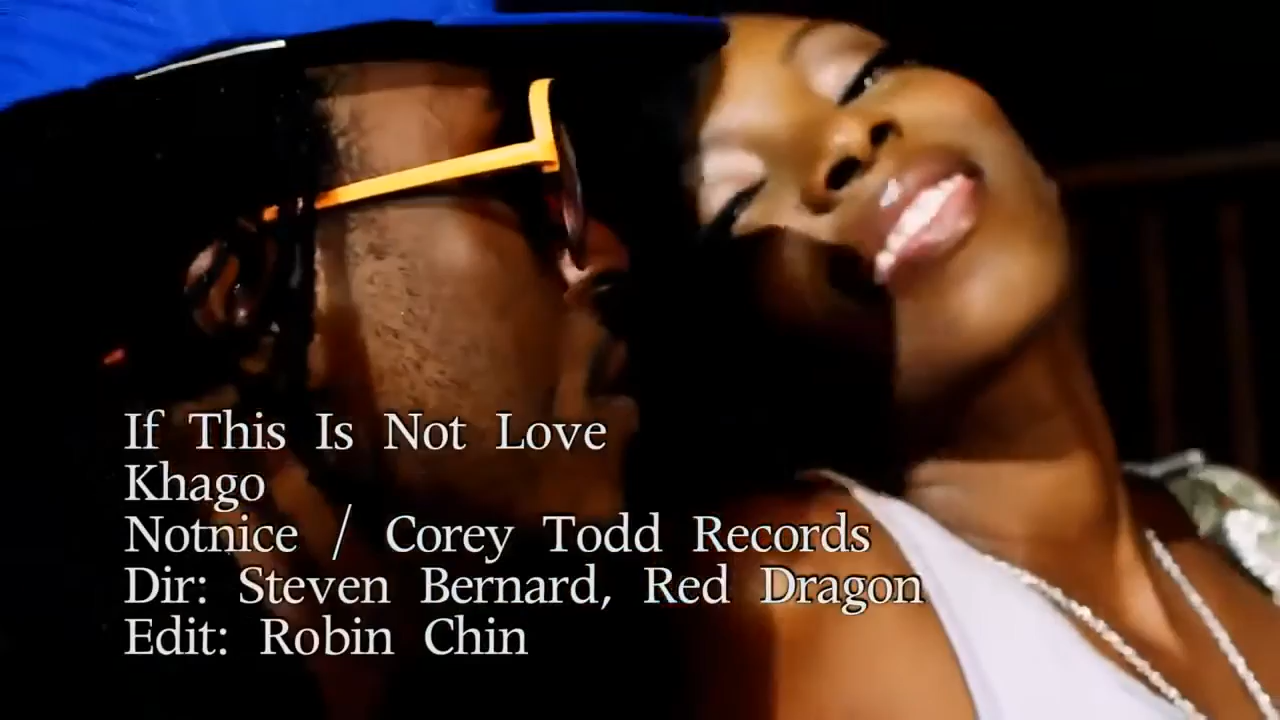 If This Is Not Love
Khago
Notnice / Corey Todd Records
Dir: Steven Bernard, Red Dragon
Edit: Robin Chin